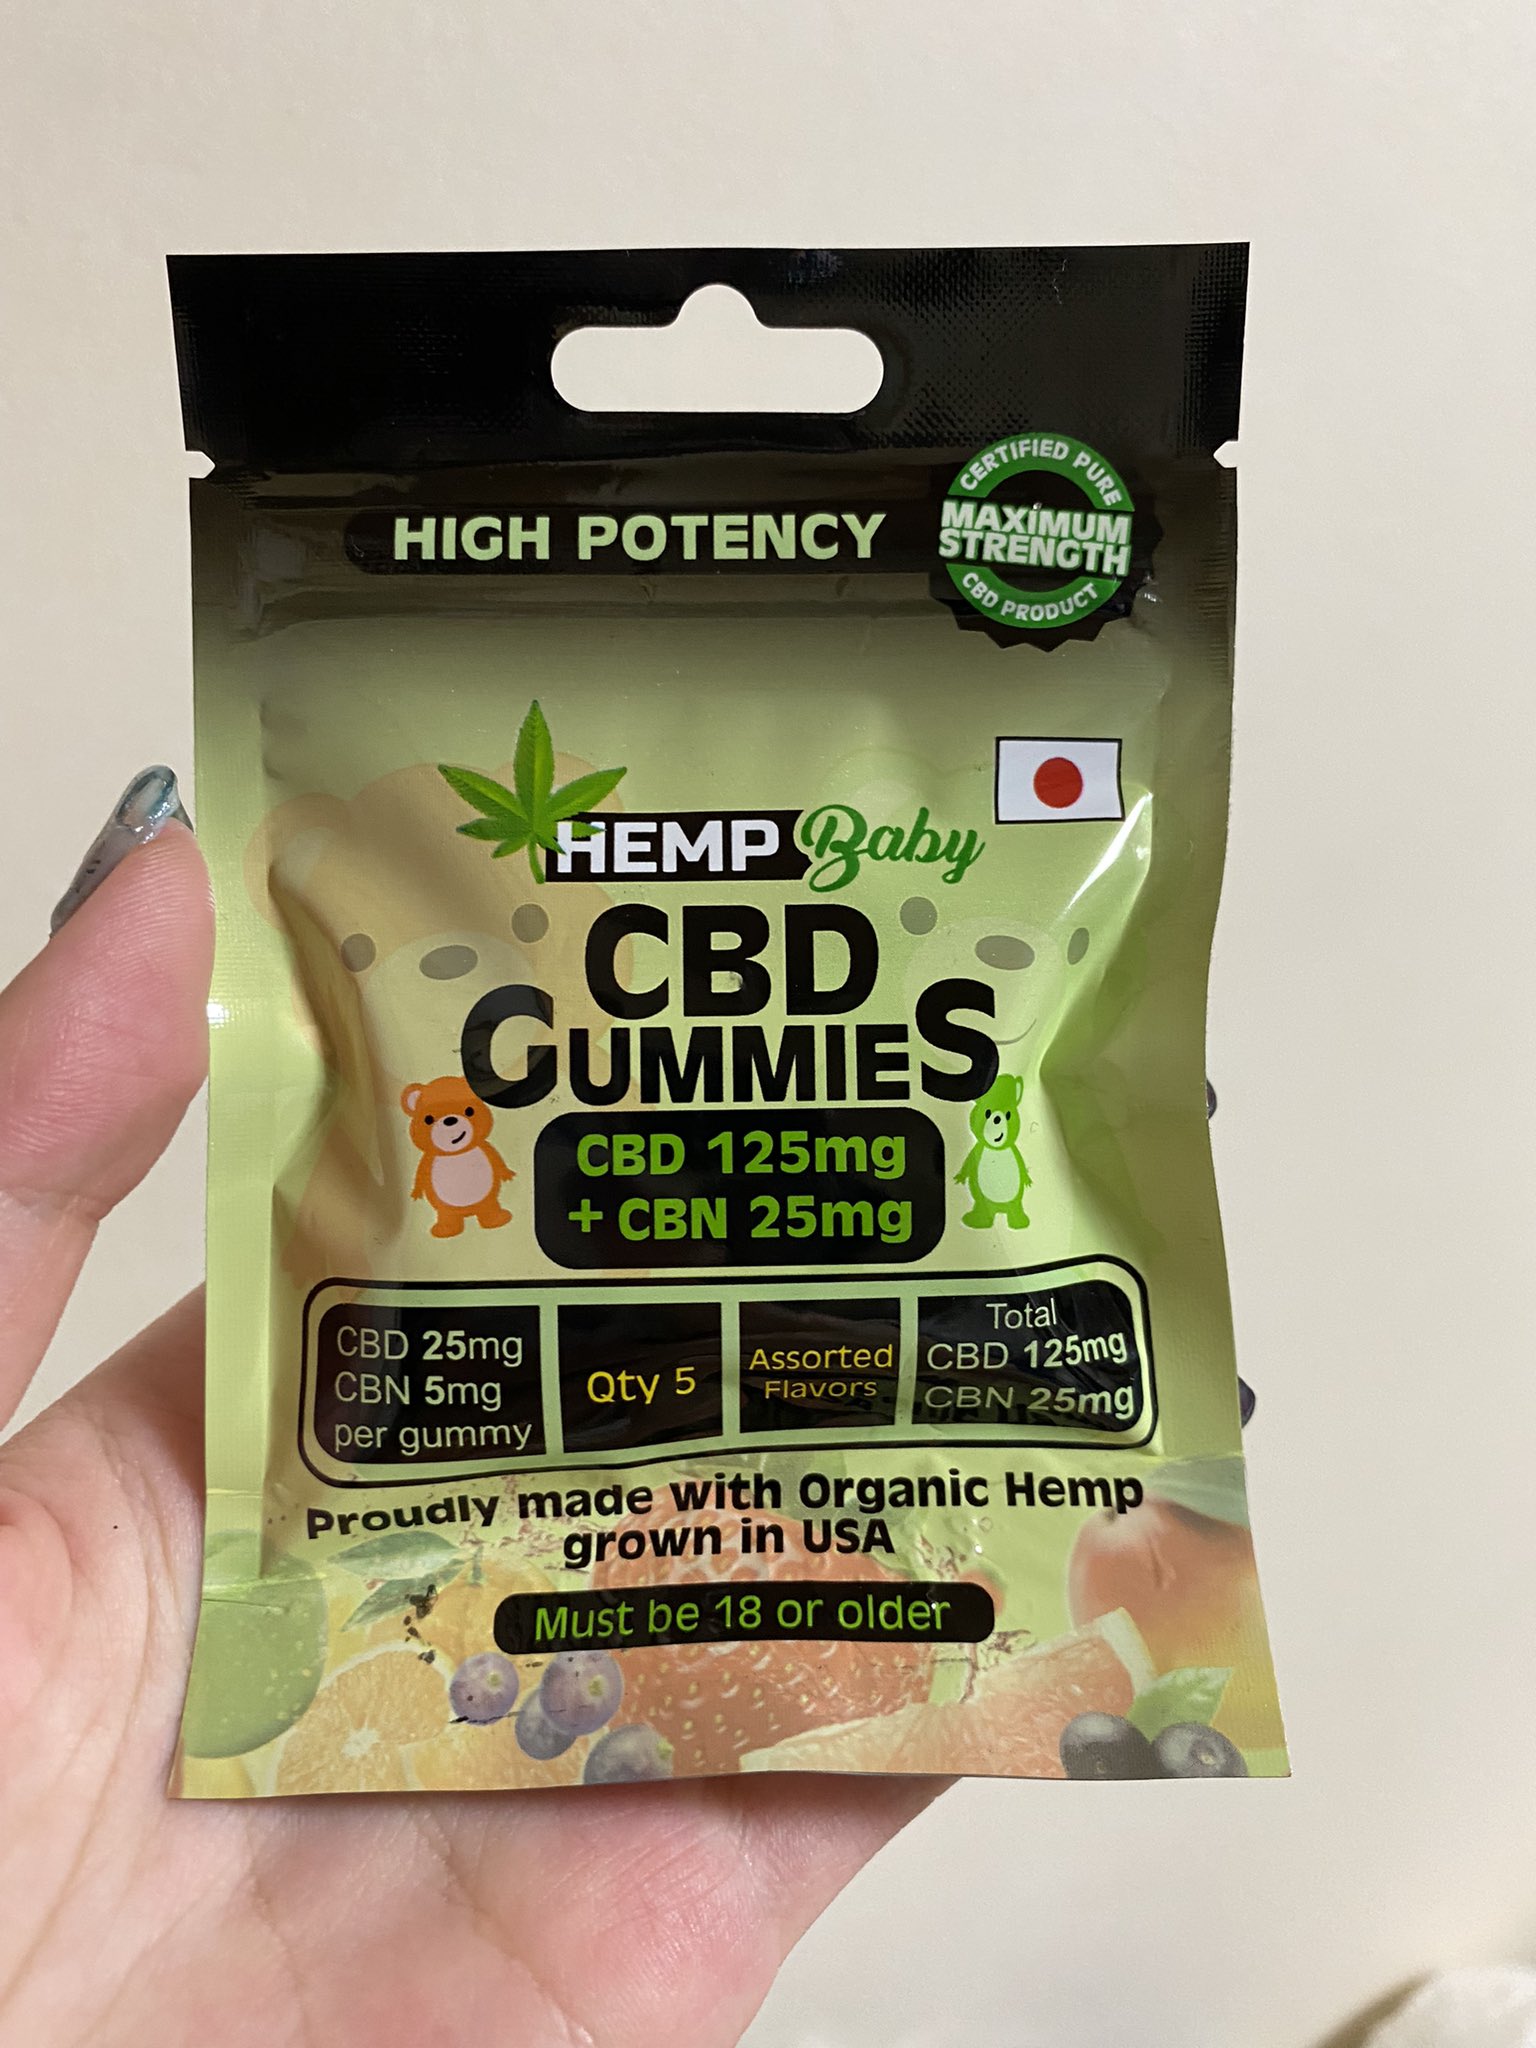 HIGH POTENCY
CERTIFIED PURE
MAXIMUM
STRENGTH
CBD PRODUCT
HEMP Baby
CBD
GUMMIES
CBD 125mg
+ CBN 25mg
CBD 25mg
CBN 5mg
per gummy
Qty 5
Assorted
Flavors
Total
CBD 125mg
CBN 25mg
Proudly made with Organic Hemp
grown in USA
Must be 18 or older